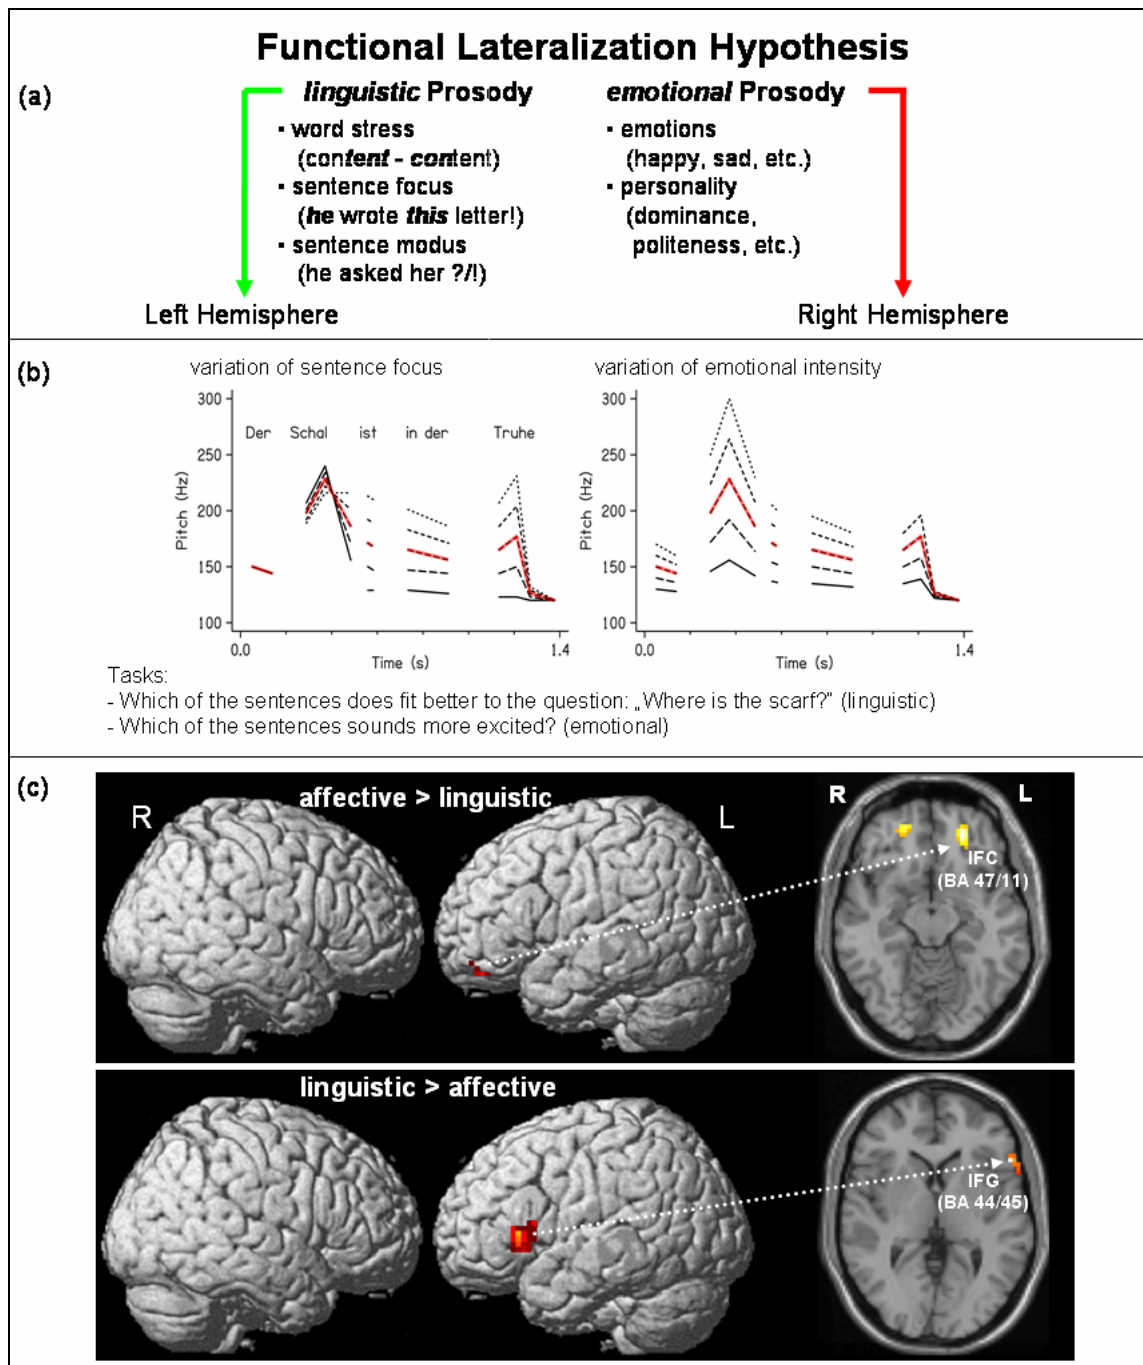 Functional Lateralization Hypothesis
(a)
linguistic Prosody
▪ word stress
(content - content)
▪ sentence focus
(he wrote this letter!)
▪ sentence modus
(he asked her ?/!)
emotional Prosody
▪ emotions
(happy, sad, etc.)
▪ personality
(dominance,
politeness, etc.)
Left Hemisphere
Right Hemisphere
(b)
variation of sentence focus
300
250
200
150
100
Pitch (Hz)
Der Schal ist in der Truhe
0.0
1.4
Time (s)
variation of emotional intensity
300
250
200
150
100
Pitch (Hz)
0.0
1.4
Time (s)
Tasks:
- Which of the sentences does fit better to the question: „Where is the scarf?" (linguistic)
- Which of the sentences sounds more excited? (emotional)
(c)
affective > linguistic
R
L
R
L
IFC
(BA 47/11)
linguistic > affective
IFG
(BA 44/45)